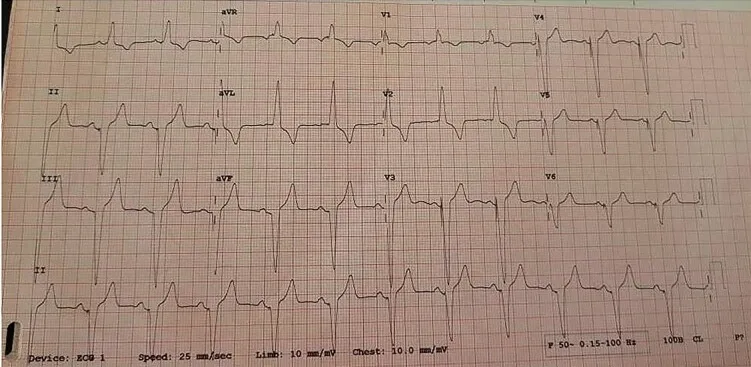 I aVR V1 V4
II aVL V2 V5
III aVF V3 V6
II
Device: ECG 1 Speed: 25 mm/sec Limb: 10 mm/mV Chest: 10.0 mm/mV F 50~ 0.15-100 Hz 100B CL P?